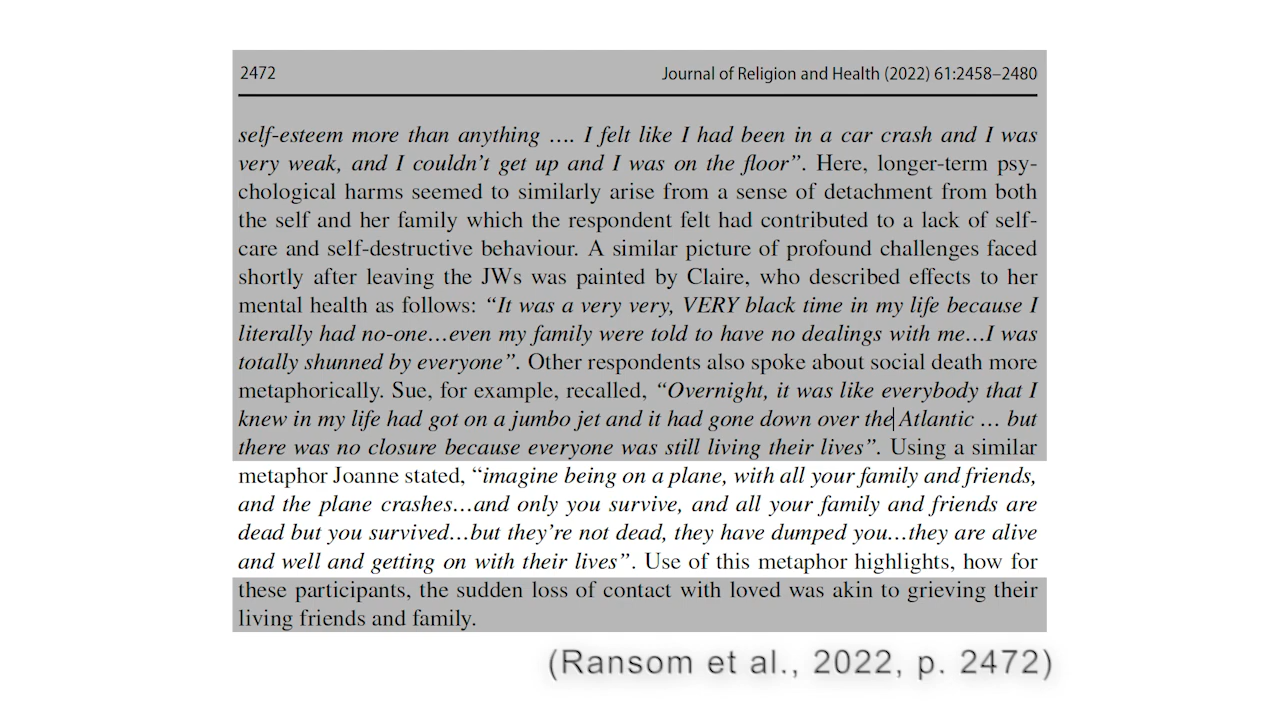 2472
Journal of Religion and Health (2022) 61:2458–2480
self-esteem more than anything …. I felt like I had been in a car crash and I was
very weak, and I couldn’t get up and I was on the floor”. Here, longer-term psy-
chological harms seemed to similarly arise from a sense of detachment from both
the self and her family which the respondent felt had contributed to a lack of self-
care and self-destructive behaviour. A similar picture of profound challenges faced
shortly after leaving the JWs was painted by Claire, who described effects to her
mental health as follows: “It was a very very, VERY black time in my life because I
literally had no-one…even my family were told to have no dealings with me…I was
totally shunned by everyone”. Other respondents also spoke about social death more
metaphorically. Sue, for example, recalled, “Overnight, it was like everybody that I
knew in my life had got on a jumbo jet and it had gone down over the Atlantic … but
there was no closure because everyone was still living their lives”. Using a similar
metaphor Joanne stated, “imagine being on a plane, with all your family and friends,
and the plane crashes…and only you survive, and all your family and friends are
dead but you survived…but they’re not dead, they have dumped you…they are alive
and well and getting on with their lives”. Use of this metaphor highlights, how for
these participants, the sudden loss of contact with loved was akin to grieving their
living friends and family.
(Ransom et al., 2022, p. 2472)